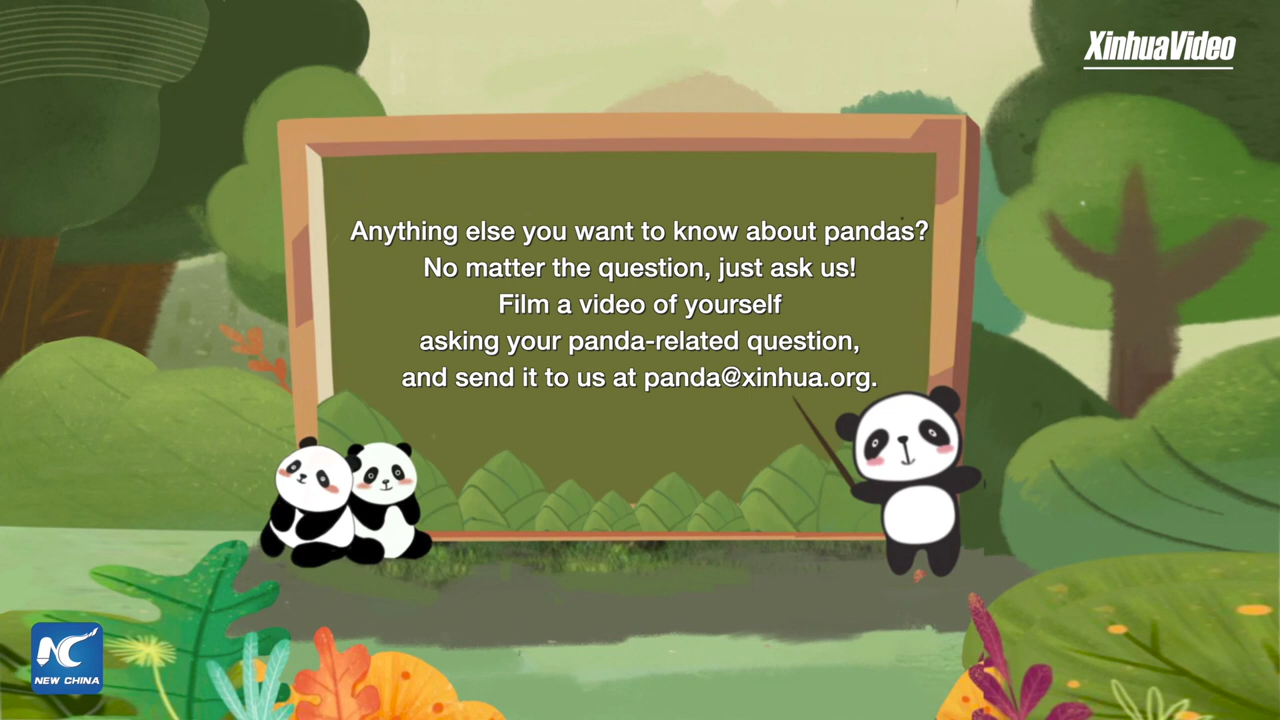 XinhuaVideo
Anything else you want to know about pandas?
No matter the question, just ask us!
Film a video of yourself
asking your panda-related question,
and send it to us at panda@xinhua.org.
NC
NEW CHINA